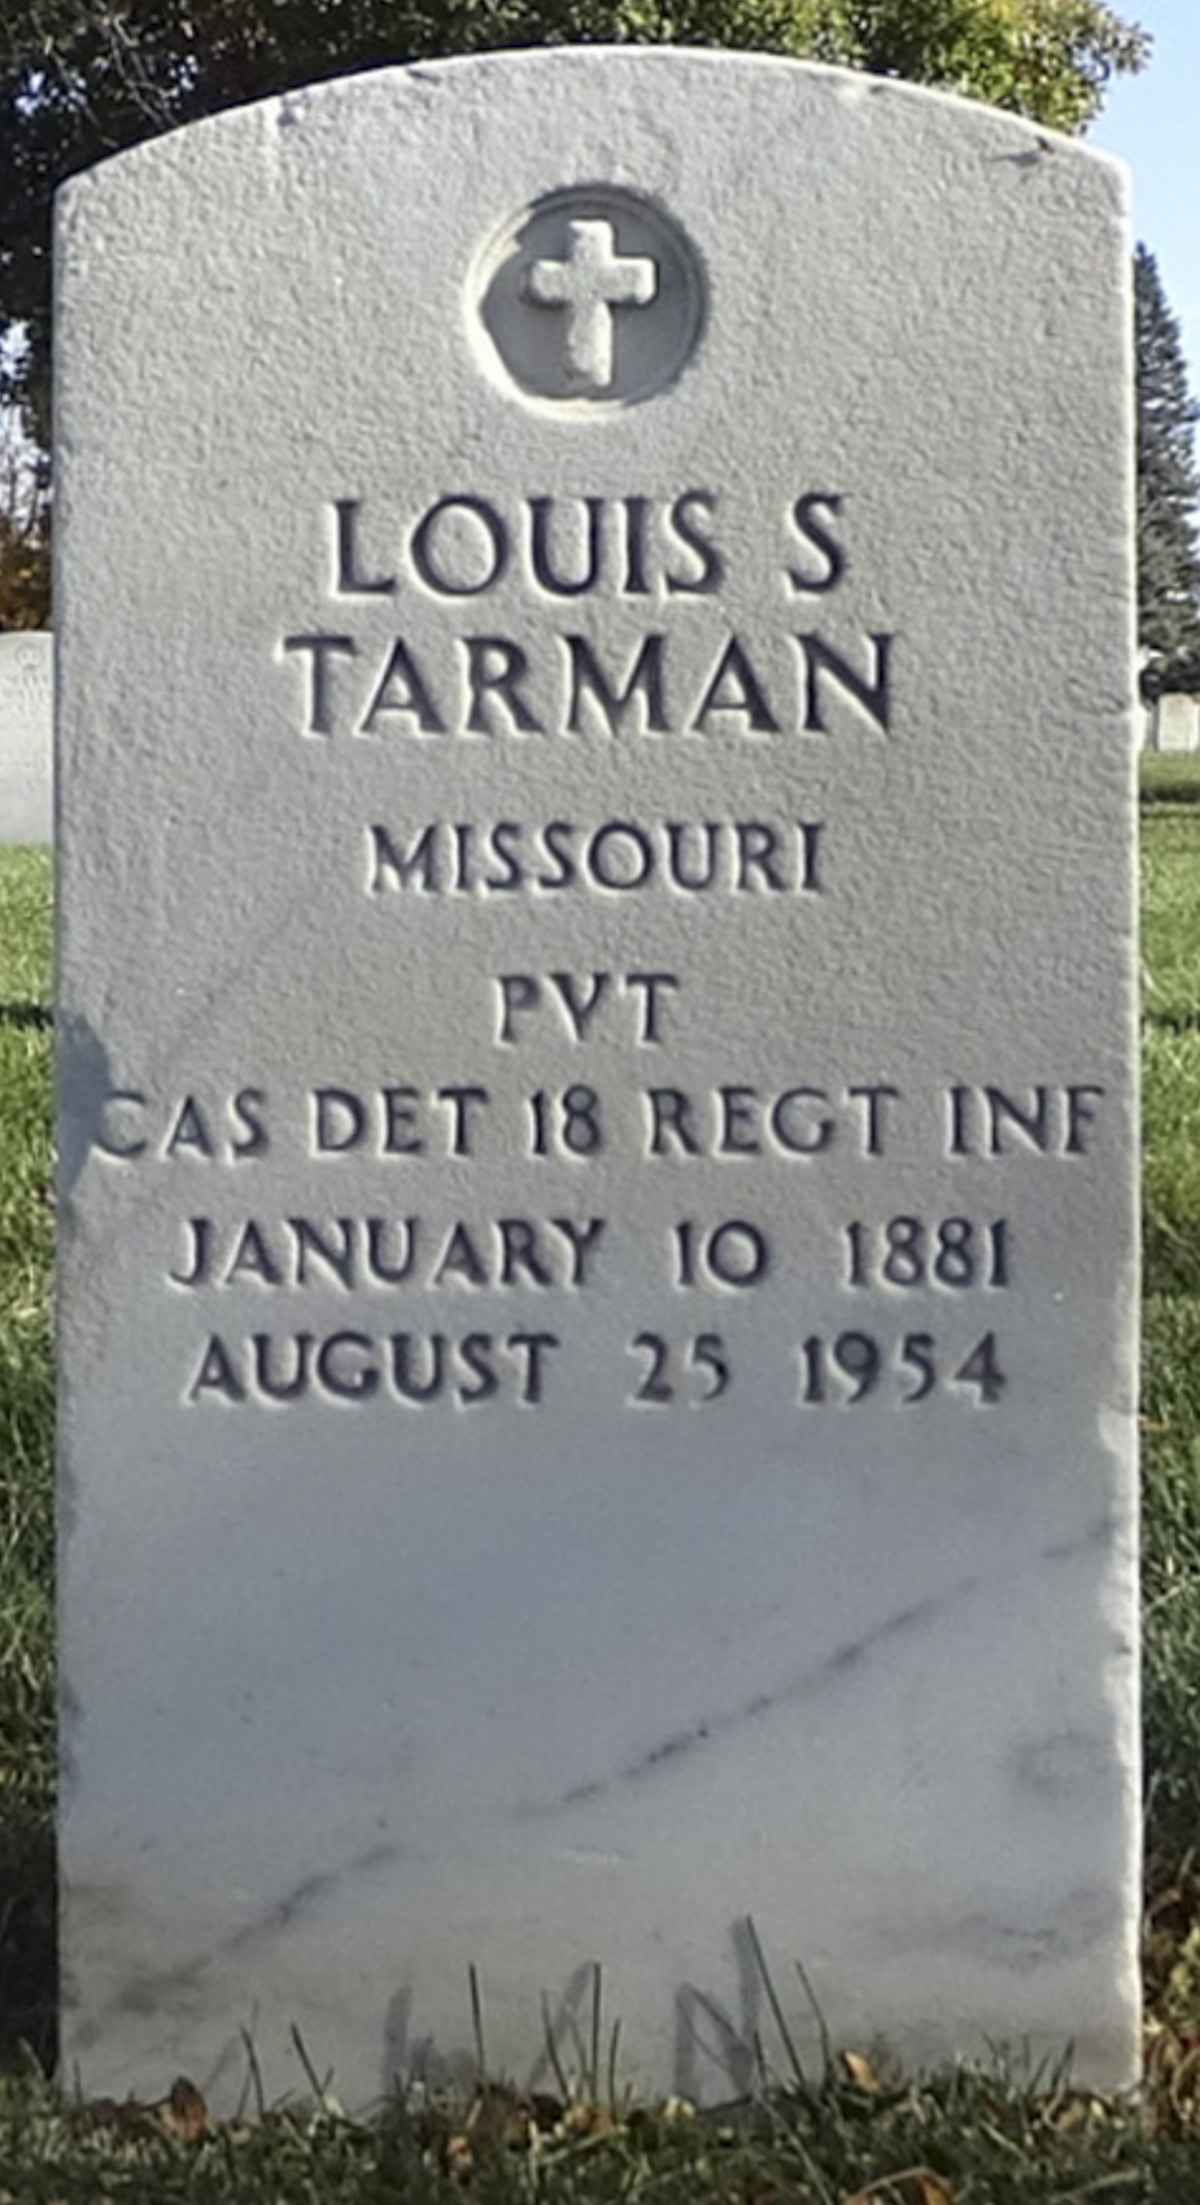 LOUIS S
TARMAN
MISSOURI
PVT
CAS DET 18 REGT INF
JANUARY 10 1881
AUGUST 25 1954